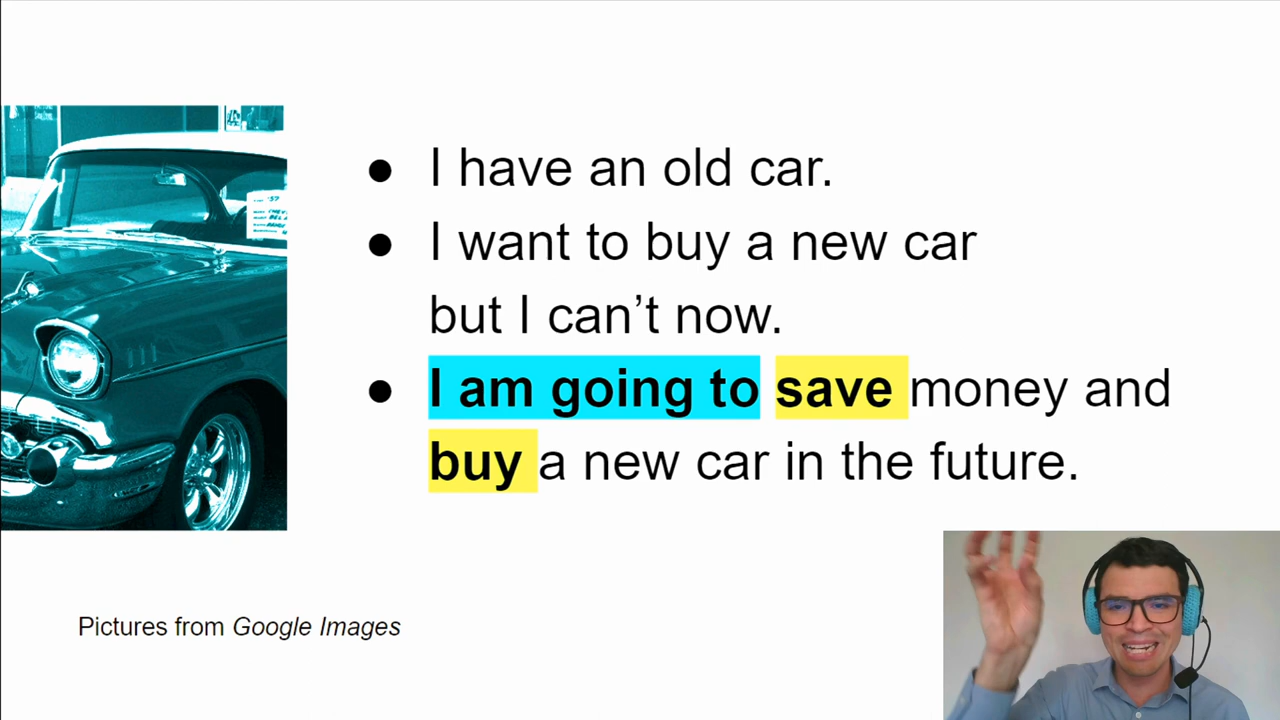 ● I have an old car.
● I want to buy a new car
but I can’t now.
● I am going to save money and
buy a new car in the future.
Pictures from Google Images